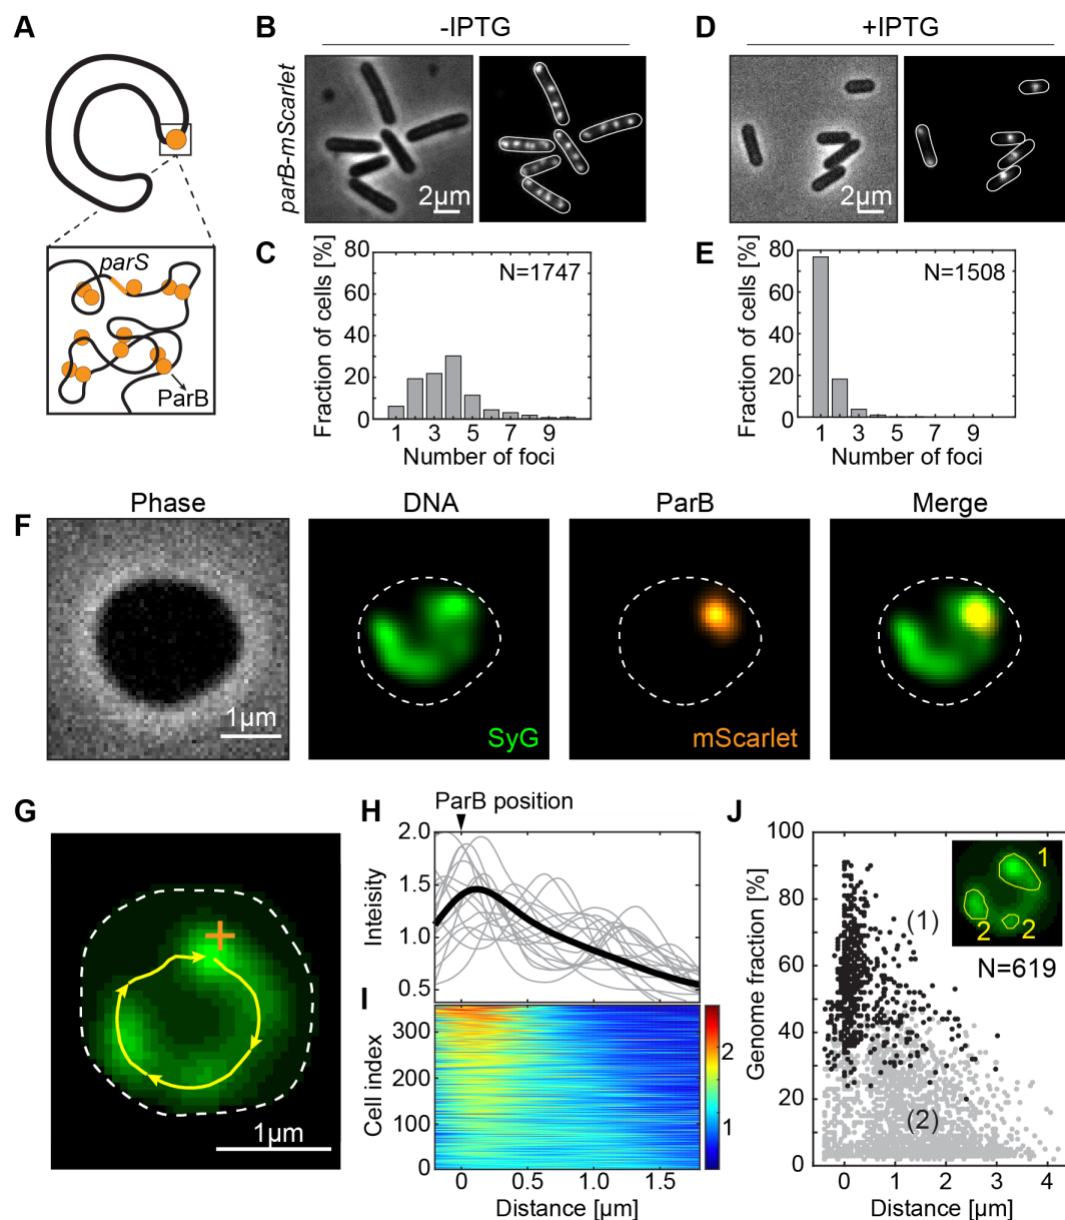 A
parS
ParB
B
-IPTG
parB-mScarlet
2µm
C
Fraction of cells [%]
80
60
40
20
0
N=1747
1 3 5 7 9
Number of foci
D
+IPTG
2µm
E
Fraction of cells [%]
80
60
40
20
0
N=1508
1 3 5 7 9
Number of foci
F
Phase
DNA
ParB
Merge
1µm
SyG
mScarlet
G
1µm
H
ParB position
Inteisity
2.0
1.5
1.0
0.5
I
Cell index
300
200
100
0
2
1
0 0.5 1.0 1.5
Distance [µm]
J
Genome fraction [%]
100
80
60
40
20
0
(1)
(2)
1
2 2
N=619
0 1 2 3 4
Distance [µm]